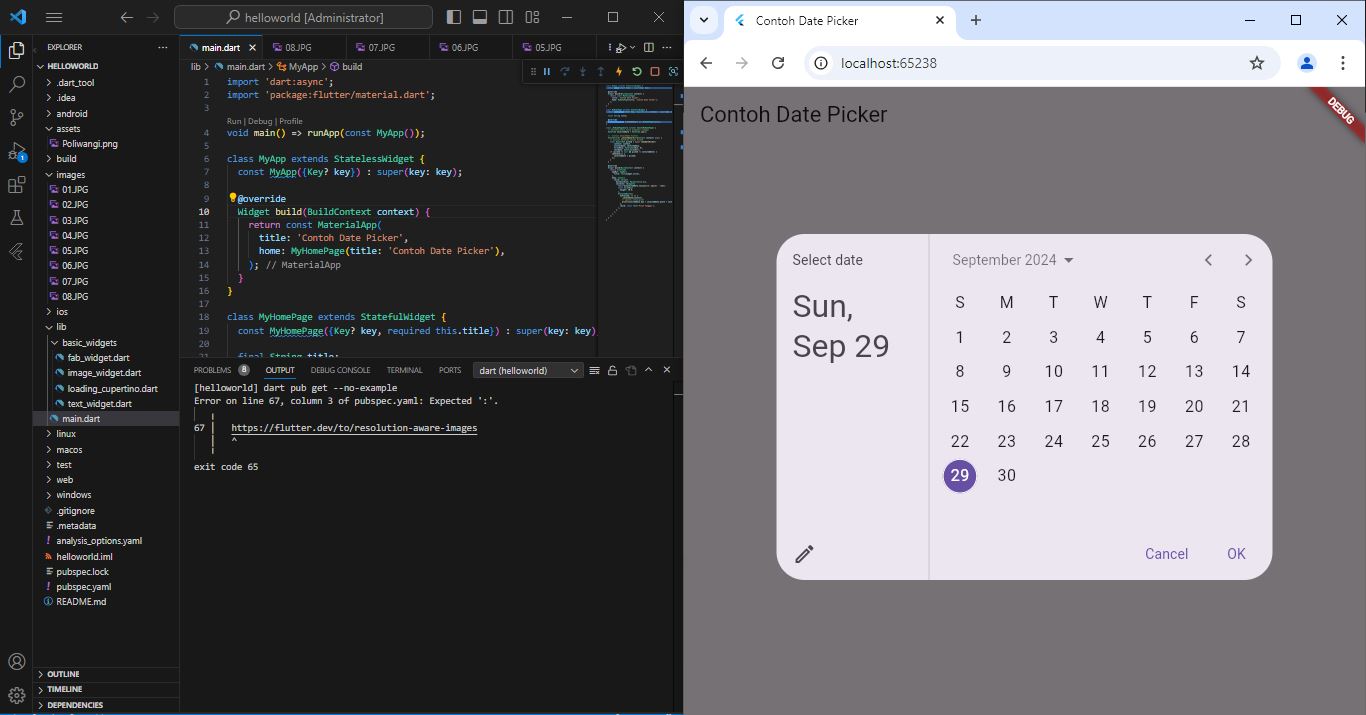 helloworld [Administrator]
EXPLORER
HELLOWORLD
.dart_tool
.idea
android
assets
Poliwangi.png
build
images
01.JPG
02.JPG
03.JPG
04.JPG
05.JPG
06.JPG
07.JPG
08.JPG
ios
lib
basic_widgets
fab_widget.dart
image_widget.dart
loading_cupertino.dart
text_widget.dart
main.dart
linux
macos
test
web
windows
.gitignore
.metadata
analysis_options.yaml
helloworld.iml
pubspec.lock
pubspec.yaml
README.md
OUTLINE
TIMELINE
DEPENDENCIES
1
main.dart
08.JPG
07.JPG
06.JPG
05.JPG
lib > main.dart > MyApp > build
1 import 'dart:async';
2 import 'package:flutter/material.dart';
3
Run | Debug | Profile
4 void main() => runApp(const MyApp());
5
6 class MyApp extends StatelessWidget {
7 const MyApp({Key? key}) : super(key: key);
8
9 @override
10 Widget build(BuildContext context) {
11 return const MaterialApp(
12 title: 'Contoh Date Picker',
13 home: MyHomePage(title: 'Contoh Date Picker'),
14 ); // MaterialApp
15 }
16 }
17
18 class MyHomePage extends StatefulWidget {
19 const MyHomePage({Key? key, required this.title}) : super(key: key)
20
21 final String title;
PROBLEMS 8 OUTPUT DEBUG CONSOLE TERMINAL PORTS dart (helloworld)
[helloworld] dart pub get --no-example
Error on line 67, column 3 of pubspec.yaml: Expected ':'.
67 | https://flutter.dev/to/resolution-aware-images
| ^
exit code 65
Contoh Date Picker
localhost:65238
Contoh Date Picker
DEBUG
Select date
Sun,
Sep 29
September 2024
S M T W T F S
1 2 3 4 5 6 7
8 9 10 11 12 13 14
15 16 17 18 19 20 21
22 23 24 25 26 27 28
29 30
Cancel OK